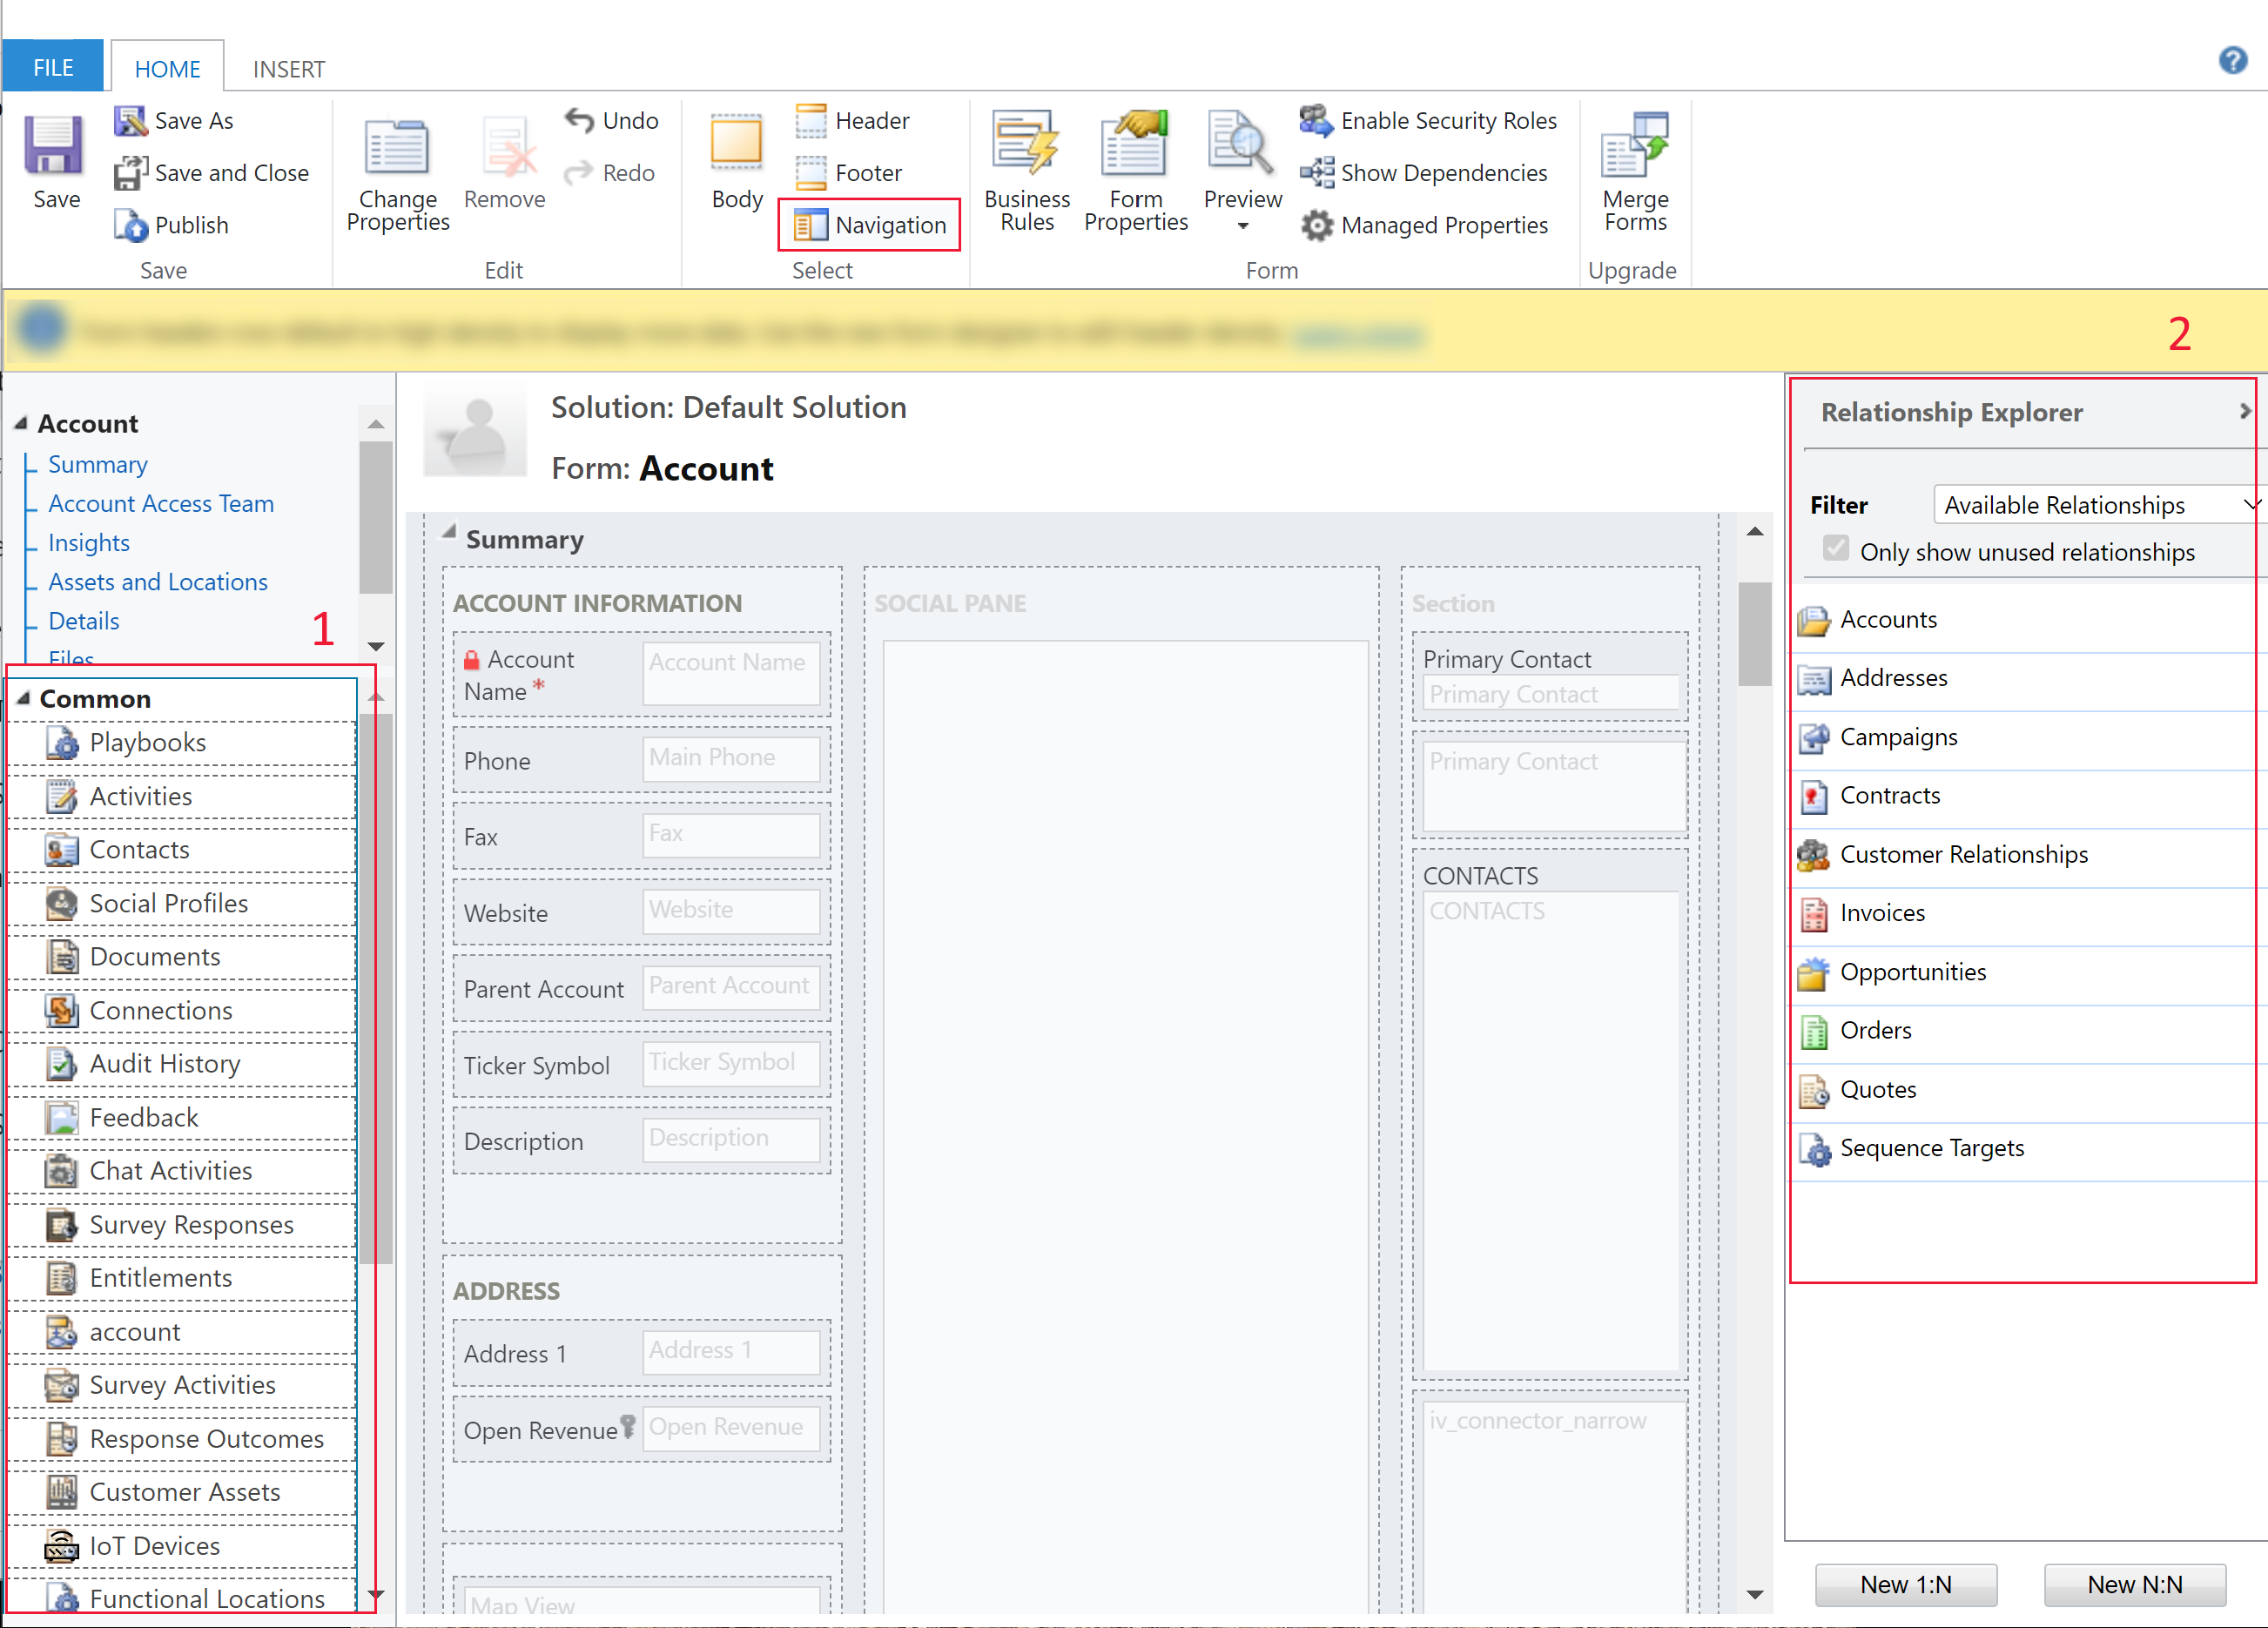 FILE
HOME
INSERT
Save
Save As
Save and Close
Publish
Save
Change Properties
Remove
Undo
Redo
Edit
Body
Header
Footer
Navigation
Select
Business Rules
Form Properties
Preview
Enable Security Roles
Show Dependencies
Managed Properties
Form
Merge Forms
Upgrade
2
Account
Summary
Account Access Team
Insights
Assets and Locations
Details
Files
1
Common
Playbooks
Activities
Contacts
Social Profiles
Documents
Connections
Audit History
Feedback
Chat Activities
Survey Responses
Entitlements
account
Survey Activities
Response Outcomes
Customer Assets
IoT Devices
Functional Locations
Solution: Default Solution
Form: Account
Summary
ACCOUNT INFORMATION
Account Name *
Account Name
Phone
Main Phone
Fax
Fax
Website
Website
Parent Account
Parent Account
Ticker Symbol
Ticker Symbol
Description
Description
ADDRESS
Address 1
Address 1
Open Revenue
Open Revenue
Map View
SOCIAL PANE
Section
Primary Contact
Primary Contact
Primary Contact
CONTACTS
CONTACTS
iv_connector_narrow
Relationship Explorer
Filter
Available Relationships
Only show unused relationships
Accounts
Addresses
Campaigns
Contracts
Customer Relationships
Invoices
Opportunities
Orders
Quotes
Sequence Targets
New 1:N
New N:N